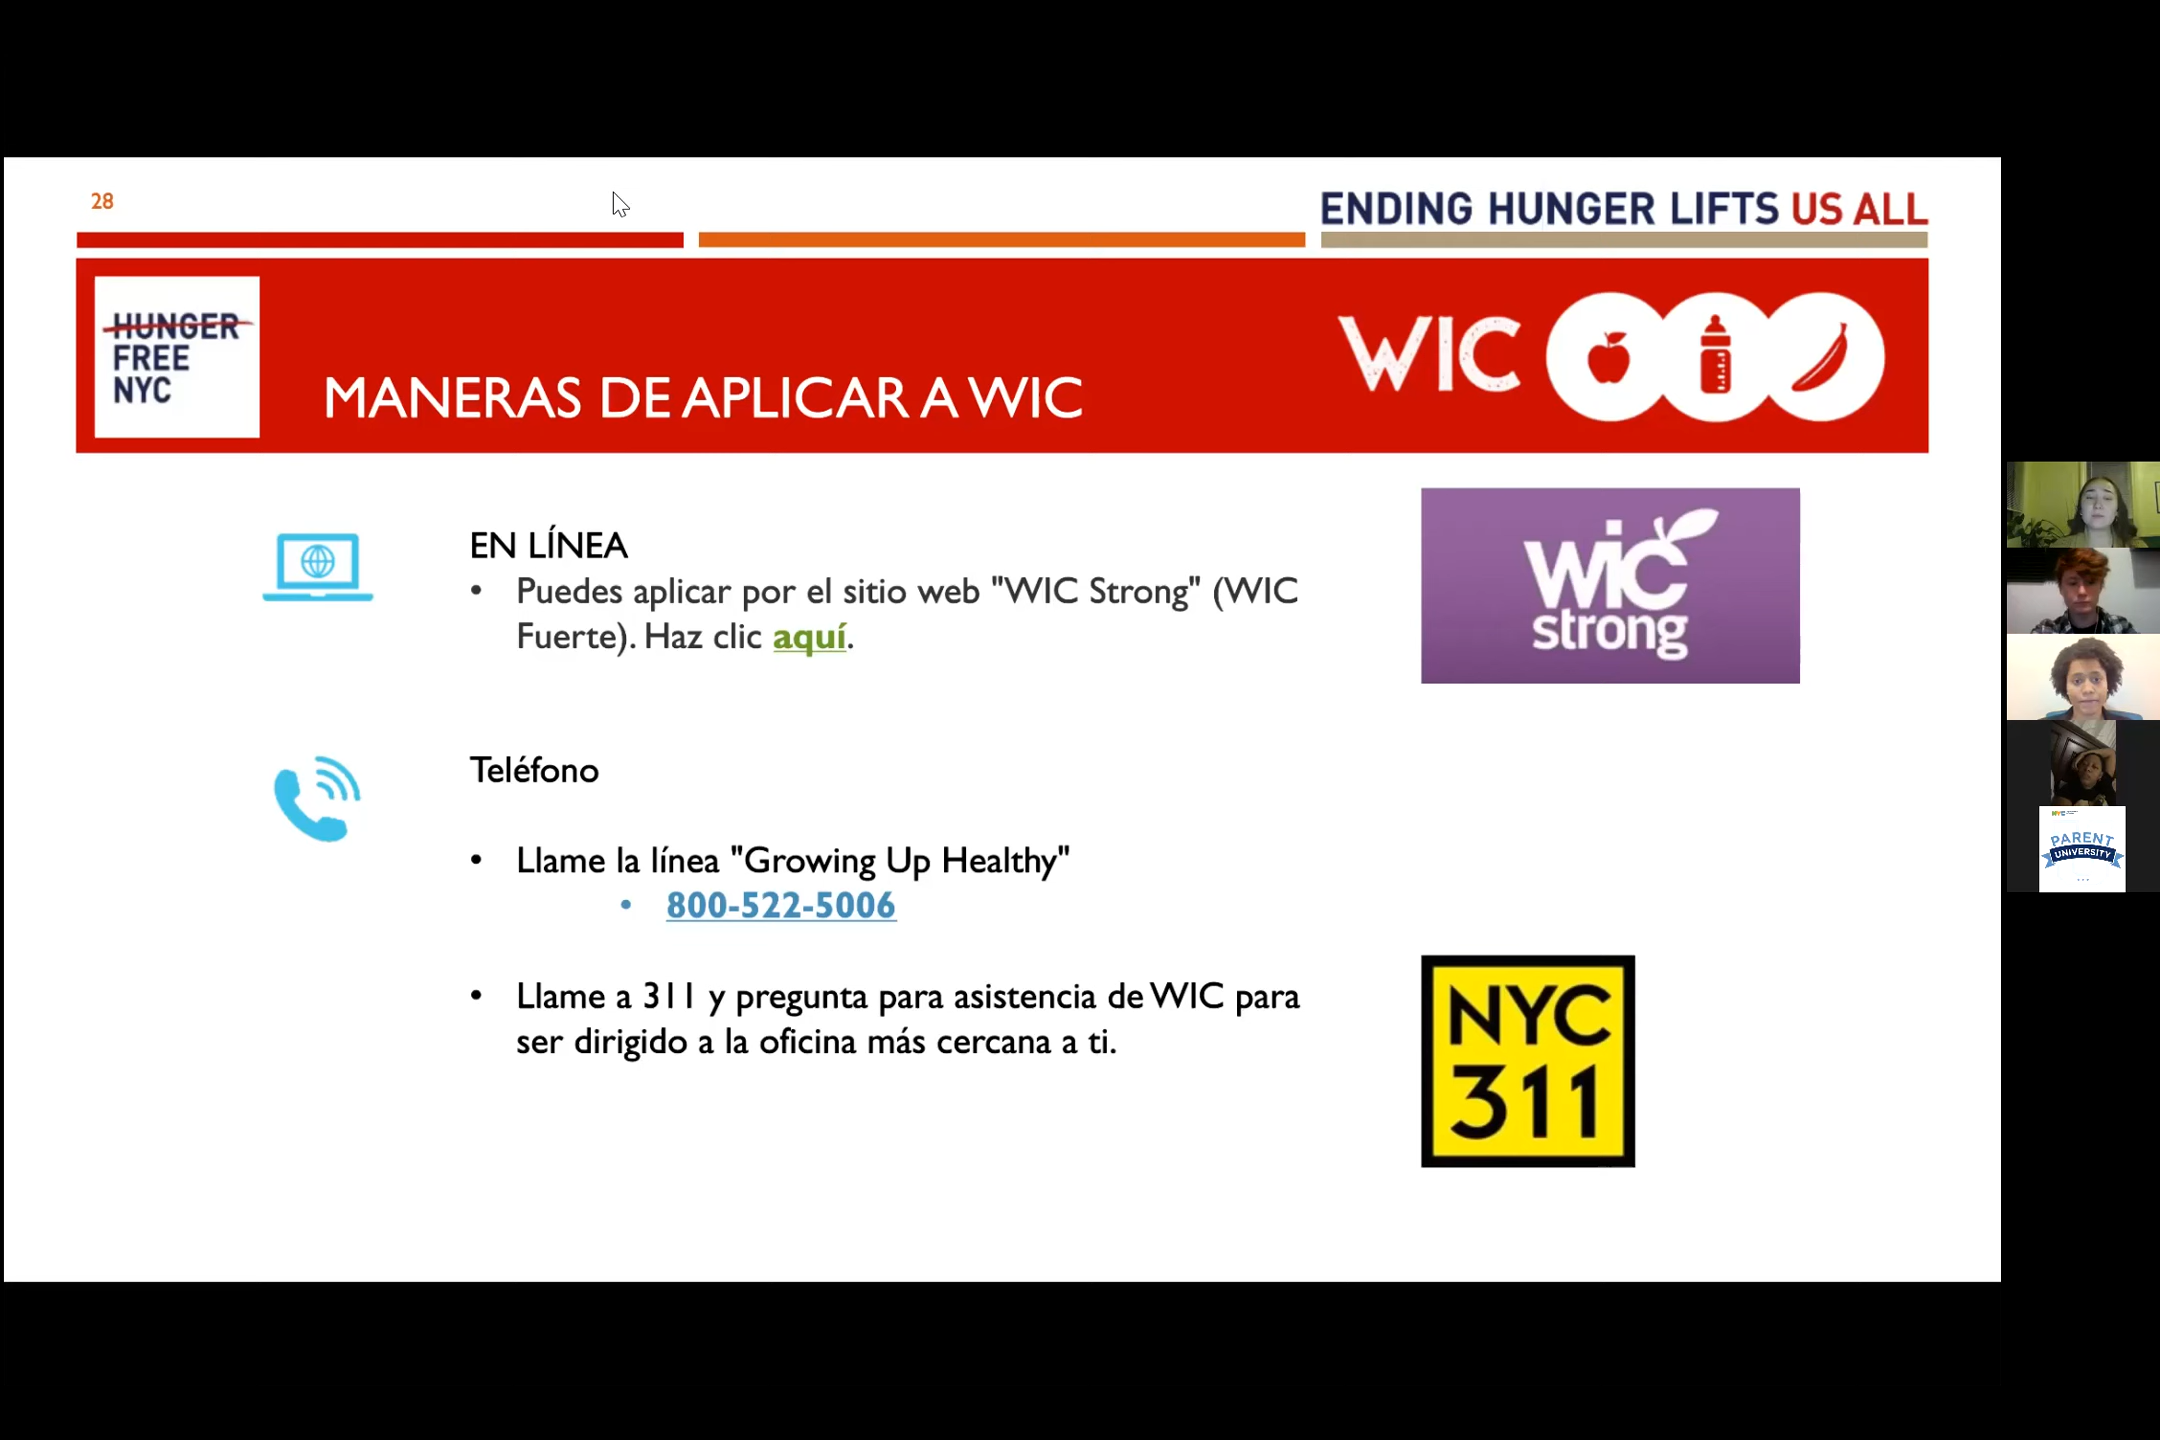 28
ENDING HUNGER LIFTS US ALL
HUNGER
FREE
NYC
MANERAS DE APLICAR A WIC
WIC
EN LÍNEA
• Puedes aplicar por el sitio web "WIC Strong" (WIC
Fuerte). Haz clic aquí.
wic
strong
Teléfono
• Llame la línea "Growing Up Healthy"
• 800-522-5006
• Llame a 311 y pregunta para asistencia de WIC para
ser dirigido a la oficina más cercana a ti.
NYC
311
PARENT
UNIVERSITY